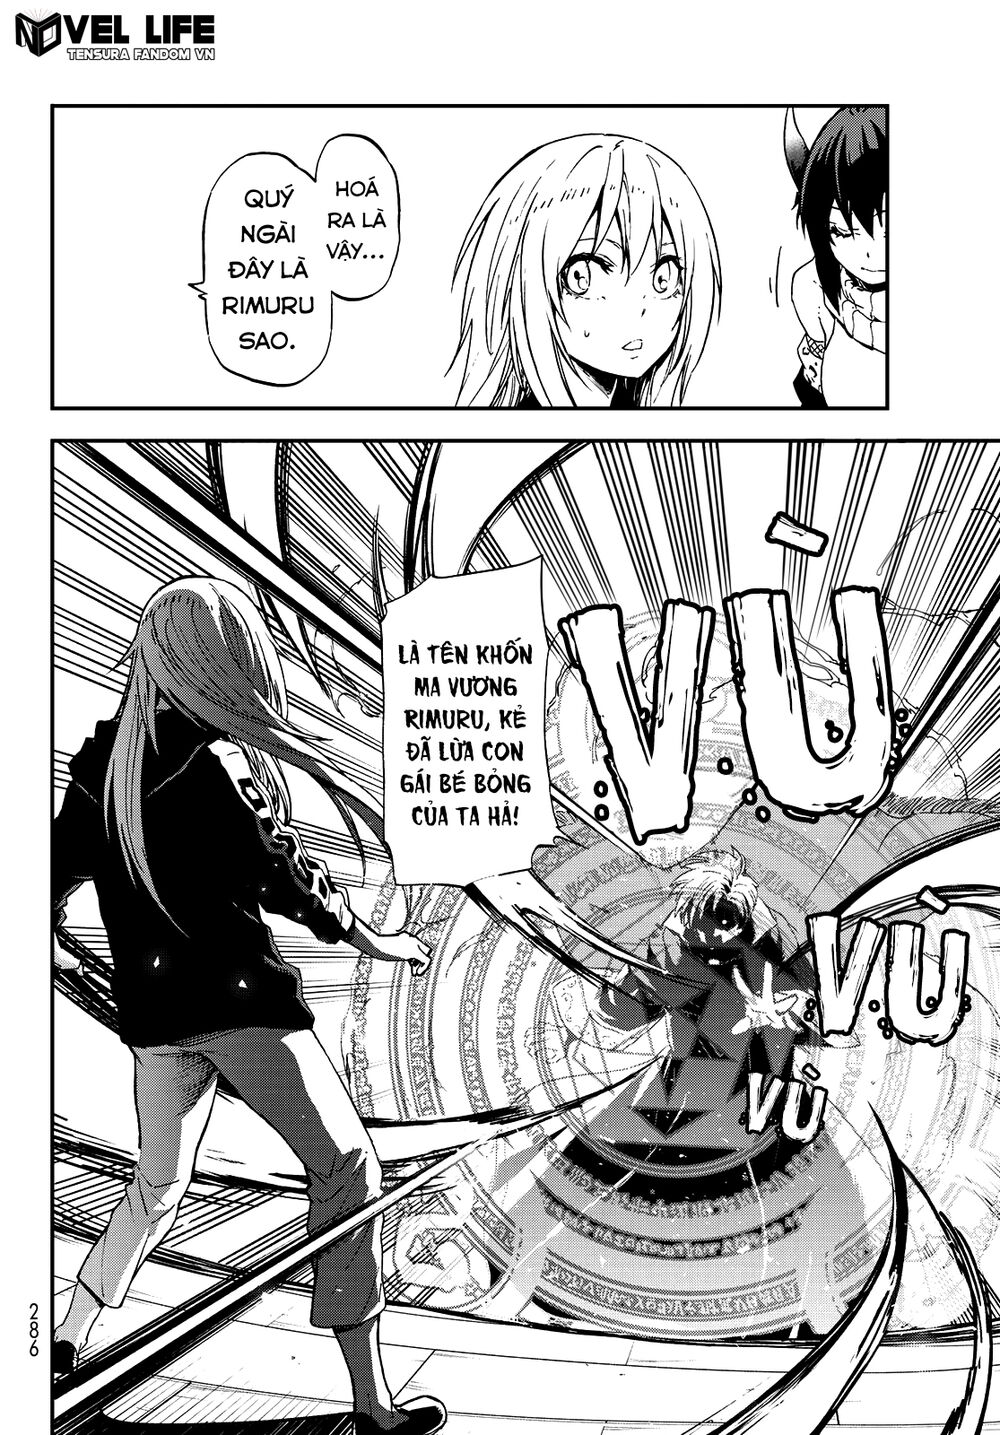 NOVEL LIFE
TENSURA FANDOM VN
HOÁ
RA LÀ
VẬY...
QUÝ
NGÀI
ĐÂY LÀ
RIMURU
SAO.
LÀ TÊN KHỐN
MA VƯƠNG
RIMURU, KẺ
ĐÃ LỪA CON
GÁI BÉ BỎNG
CỦA TA HẢ!
VÙ
VÙ
VÙ
286